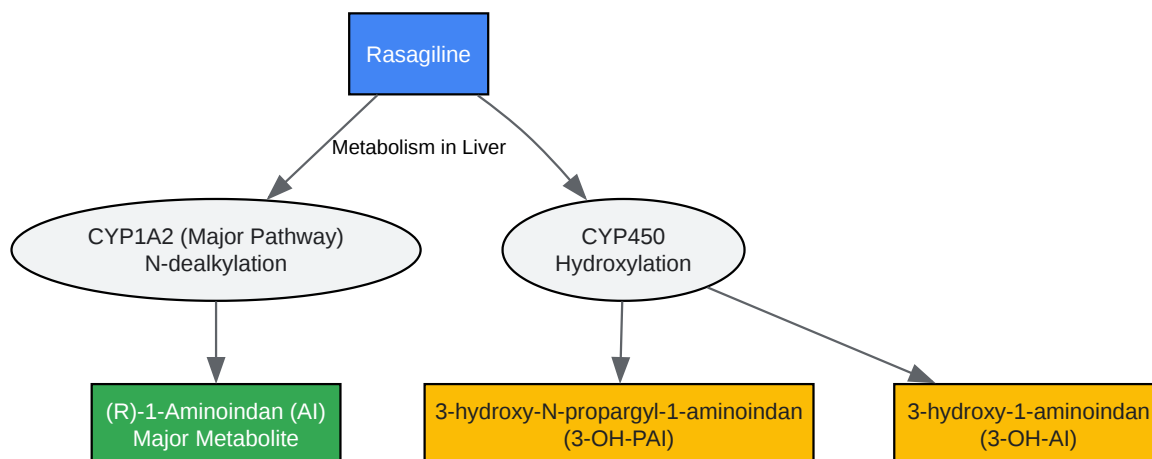 Rasagiline
Metabolism in Liver
CYP1A2 (Major Pathway)
N-dealkylation
CYP450
Hydroxylation
(R)-1-Aminoindan (AI)
Major Metabolite
3-hydroxy-N-propargyl-1-aminoindan
(3-OH-PAI)
3-hydroxy-1-aminoindan
(3-OH-AI)